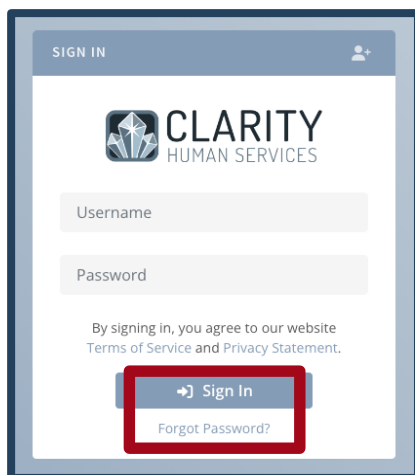 SIGN IN
CLARITY
HUMAN SERVICES
Username
Password
By signing in, you agree to our website
Terms of Service and Privacy Statement.
Sign In
Forgot Password?